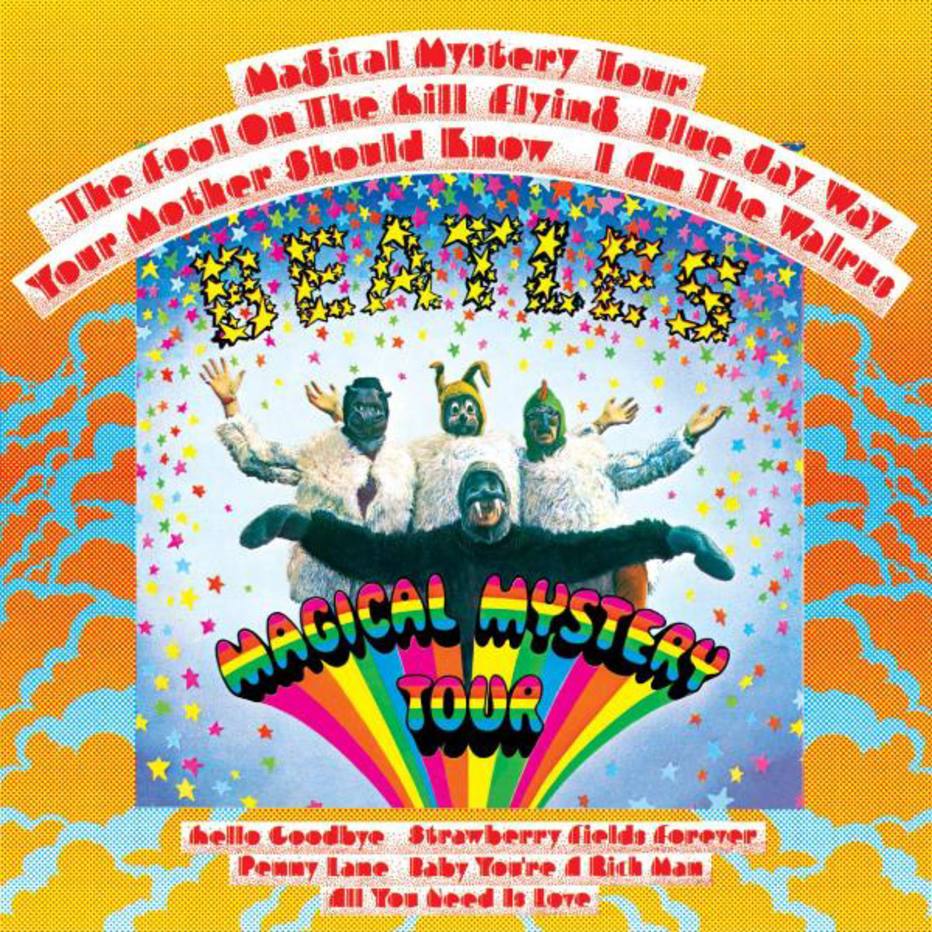 Magical Mystery Tour
The Fool On The Hill Flying Blue Jay Way
Your Mother Should Know I Am The Walrus
BEATLES
MAGICAL MYSTERY
TOUR
Hello Goodbye Strawberry Fields Forever
Penny Lane Baby You're A Rich Man
All You Need Is Love